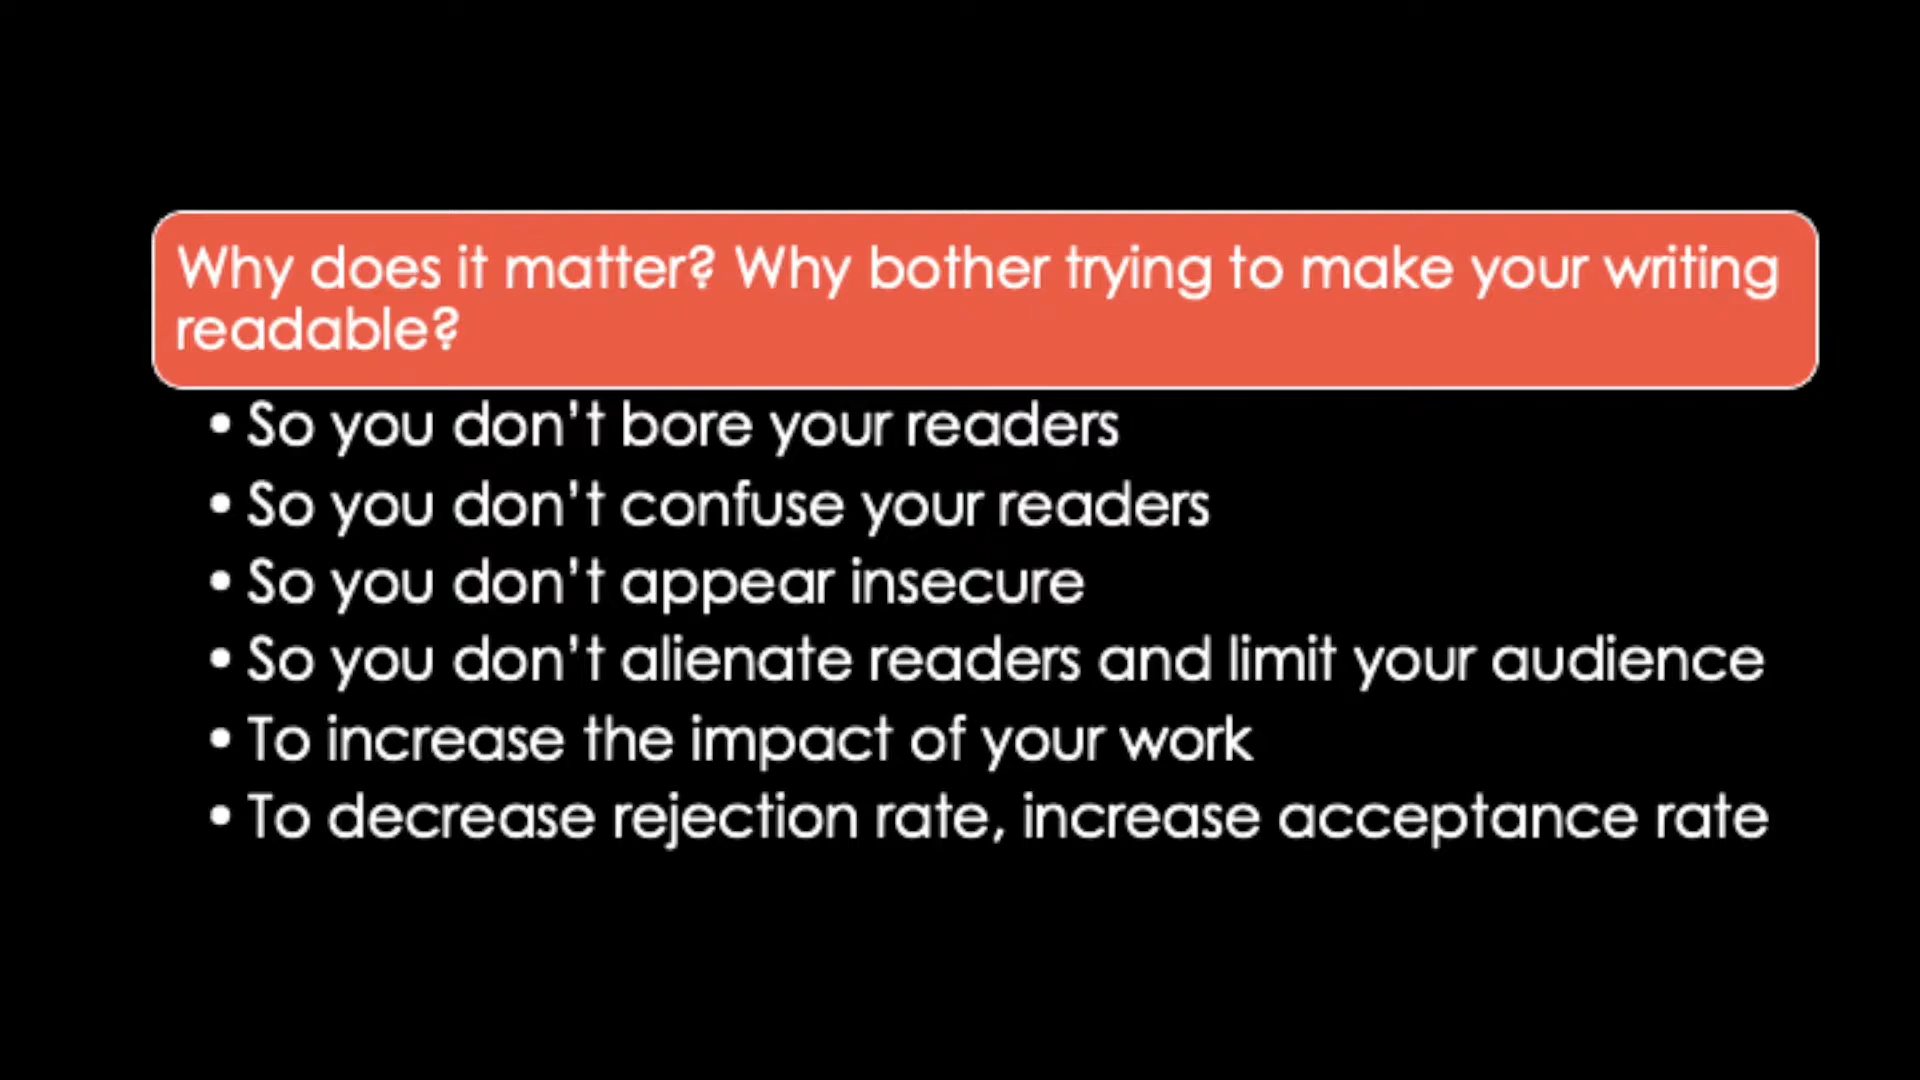 Why does it matter? Why bother trying to make your writing
readable?
• So you don’t bore your readers
• So you don’t confuse your readers
• So you don’t appear insecure
• So you don’t alienate readers and limit your audience
• To increase the impact of your work
• To decrease rejection rate, increase acceptance rate